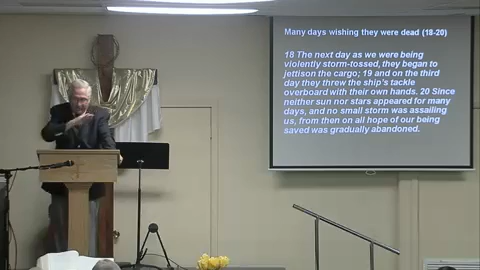 Many days wishing they were dead (18-20)
18 The next day as we were being
violently storm-tossed, they began to
jettison the cargo; 19 and on the third
day they threw the ship's tackle
overboard with their own hands. 20 Since
neither sun nor stars appeared for many
days, and no small storm was assailing
us, from then on all hope of our being
saved was gradually abandoned.